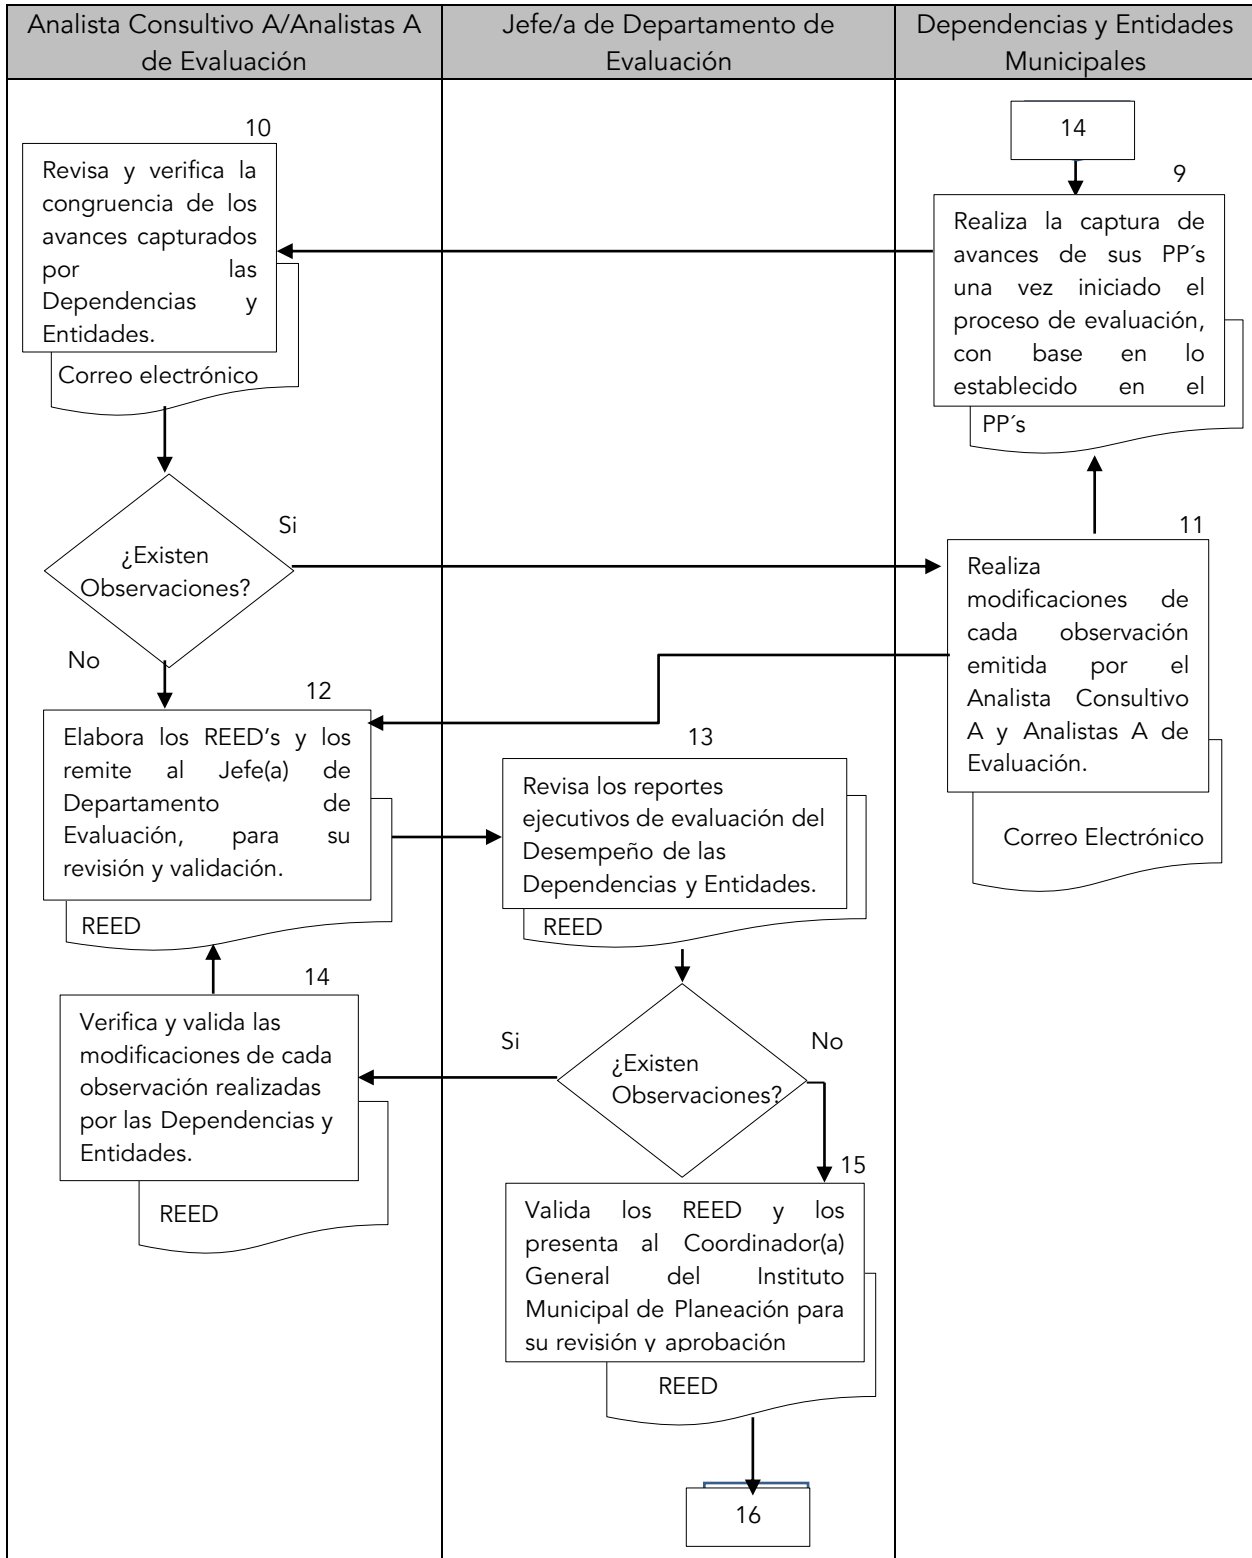 Analista Consultivo A/Analistas A
de Evaluación
Jefe/a de Departamento de
Evaluación
Dependencias y Entidades
Municipales
14
9
Realiza la captura de
avances de sus PP´s
una vez iniciado el
proceso de evaluación,
con base en lo
establecido en el
PP´s
10
Revisa y verifica la
congruencia de los
avances capturados
por las
Dependencias y
Entidades.
Correo electrónico
¿Existen
Observaciones?
Si
No
11
Realiza
modificaciones de
cada observación
emitida por el
Analista Consultivo
A y Analistas A de
Evaluación.
Correo Electrónico
12
Elabora los REED's y los
remite al Jefe(a) de
Departamento de
Evaluación, para su
revisión y validación.
REED
13
Revisa los reportes
ejecutivos de evaluación del
Desempeño de las
Dependencias y Entidades.
REED
¿Existen
Observaciones?
Si
No
14
Verifica y valida las
modificaciones de cada
observación realizadas
por las Dependencias y
Entidades.
REED
15
Valida los REED y los
presenta al Coordinador(a)
General del Instituto
Municipal de Planeación para
su revisión y aprobación
REED
16